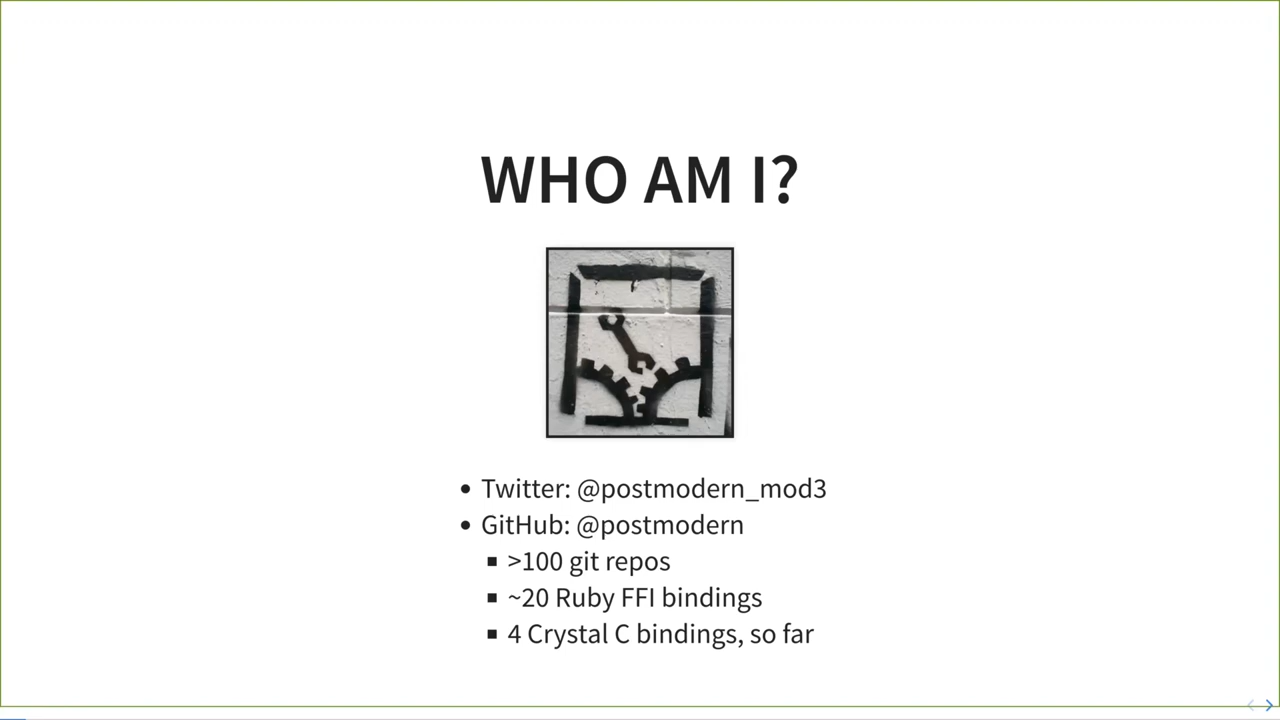 WHO AM I?
Twitter: @postmodern_mod3
GitHub: @postmodern
>100 git repos
~20 Ruby FFI bindings
4 Crystal C bindings, so far